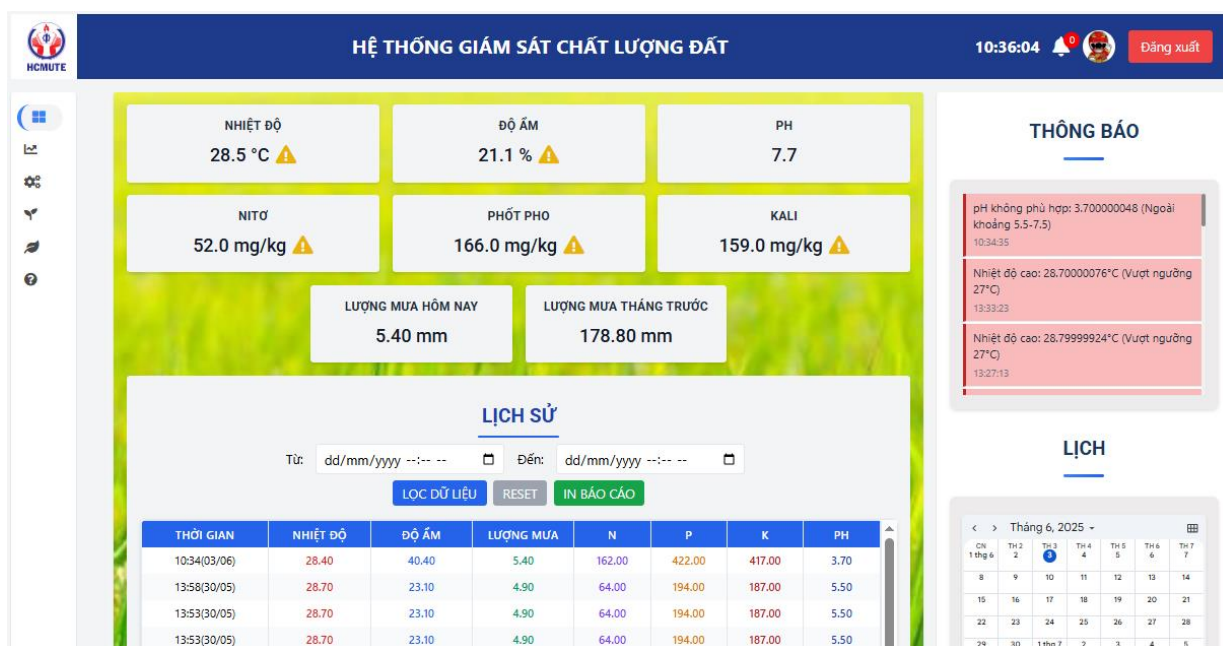 HCMUTE
HỆ THỐNG GIÁM SÁT CHẤT LƯỢNG ĐẤT
10:36:04
0
Đăng xuất
NHIỆT ĐỘ
28.5 °C
ĐỘ ẨM
21.1 %
PH
7.7
NITƠ
52.0 mg/kg
PHỐT PHO
166.0 mg/kg
KALI
159.0 mg/kg
LƯỢNG MƯA HÔM NAY
5.40 mm
LƯỢNG MƯA THÁNG TRƯỚC
178.80 mm
LỊCH SỬ
Từ: dd/mm/yyyy --:-- -- Đến: dd/mm/yyyy --:-- --
LỌC DỮ LIỆU RESET IN BÁO CÁO
THỜI GIAN NHIỆT ĐỘ ĐỘ ẨM LƯỢNG MƯA N P K PH
10:34(03/06) 28.40 40.40 5.40 162.00 422.00 417.00 3.70
13:58(30/05) 28.70 23.10 4.90 64.00 194.00 187.00 5.50
13:53(30/05) 28.70 23.10 4.90 64.00 194.00 187.00 5.50
13:53(30/05) 28.70 23.10 4.90 64.00 194.00 187.00 5.50
THÔNG BÁO
pH không phù hợp: 3.700000048 (Ngoài
khoảng 5.5-7.5)
10:34:35
Nhiệt độ cao: 28.70000076°C (Vượt ngưỡng
27°C)
13:33:23
Nhiệt độ cao: 28.79999924°C (Vượt ngưỡng
27°C)
13:27:13
LỊCH
Tháng 6, 2025
CN TH 2 TH 3 TH 4 TH 5 TH 6 TH 7
1 thg 6 2 3 4 5 6 7
8 9 10 11 12 13 14
15 16 17 18 19 20 21
22 23 24 25 26 27 28
29 30 1 thg 7 2 3 4 5